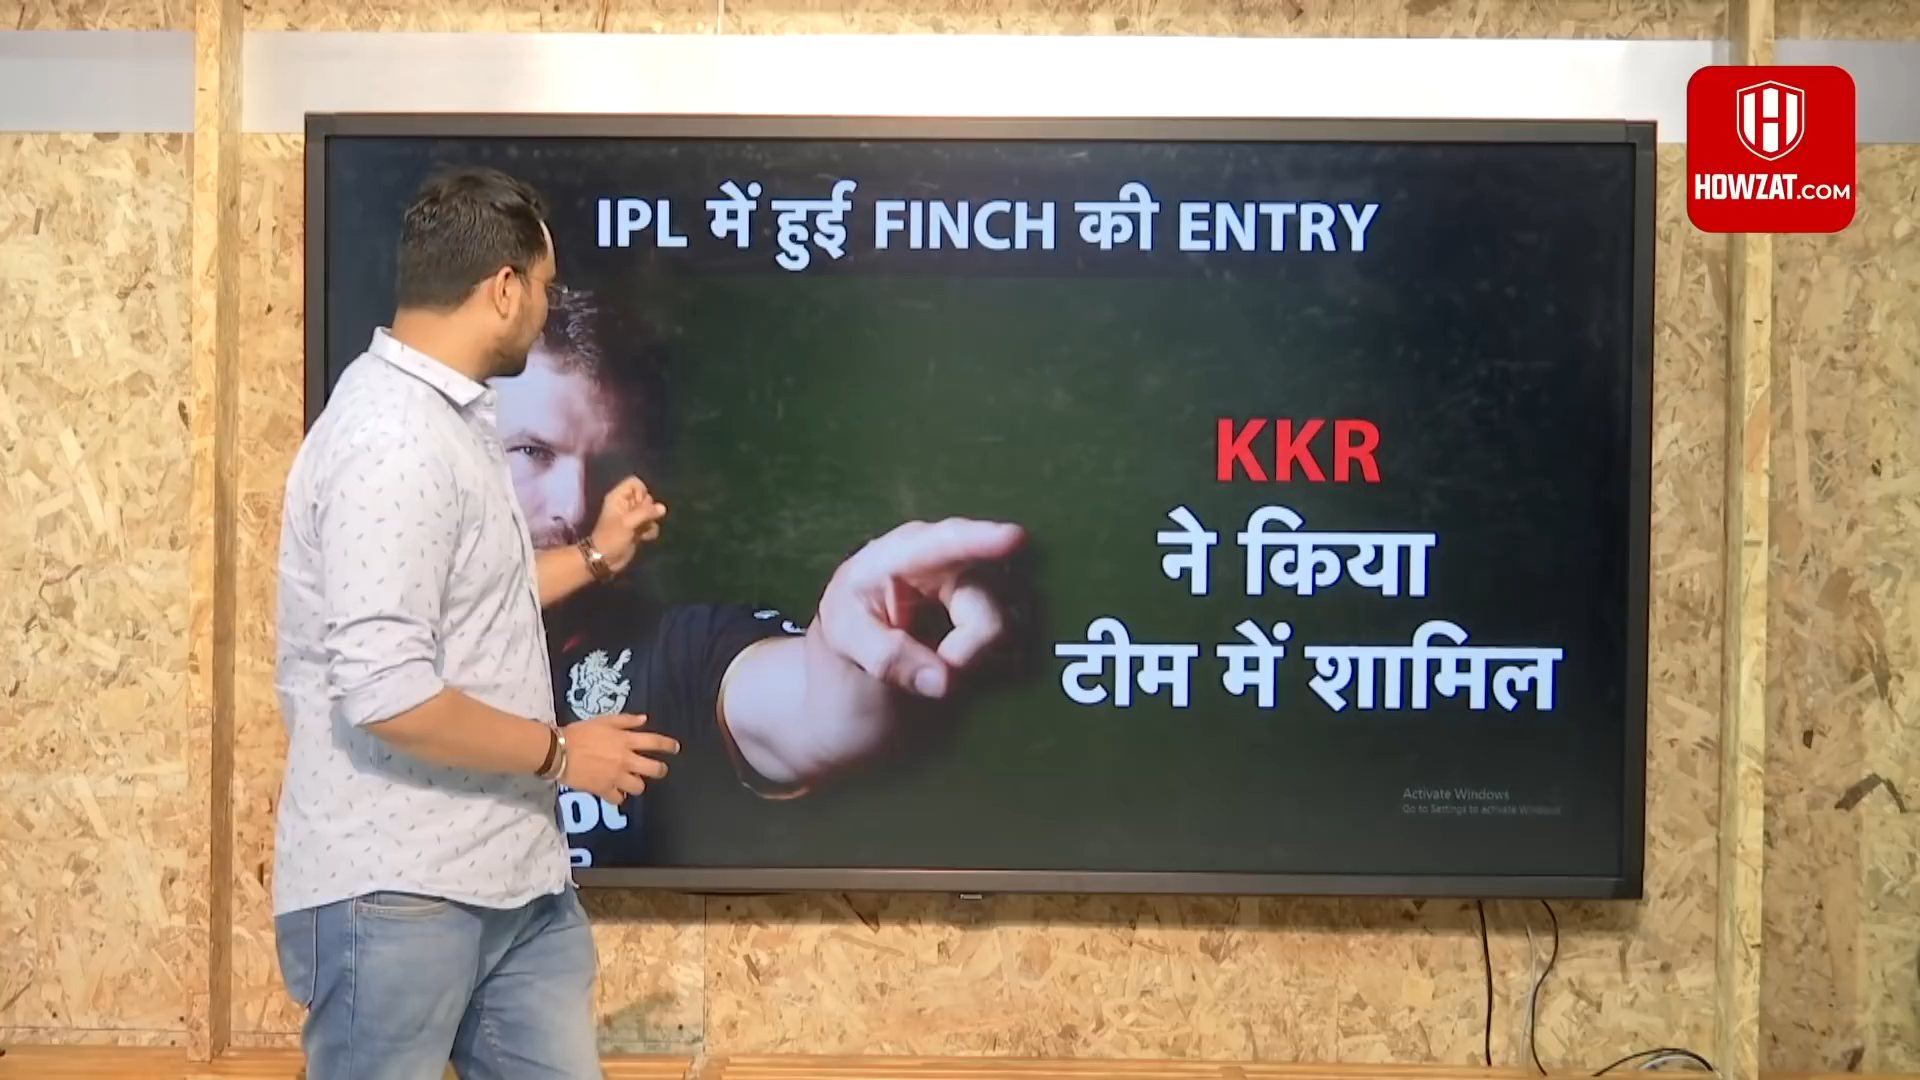 IPL में हुई FINCH की ENTRY
KKR
ने किया
टीम में शामिल
Activate Windows
Go to Settings to activate Windows.
HOWZAT.COM